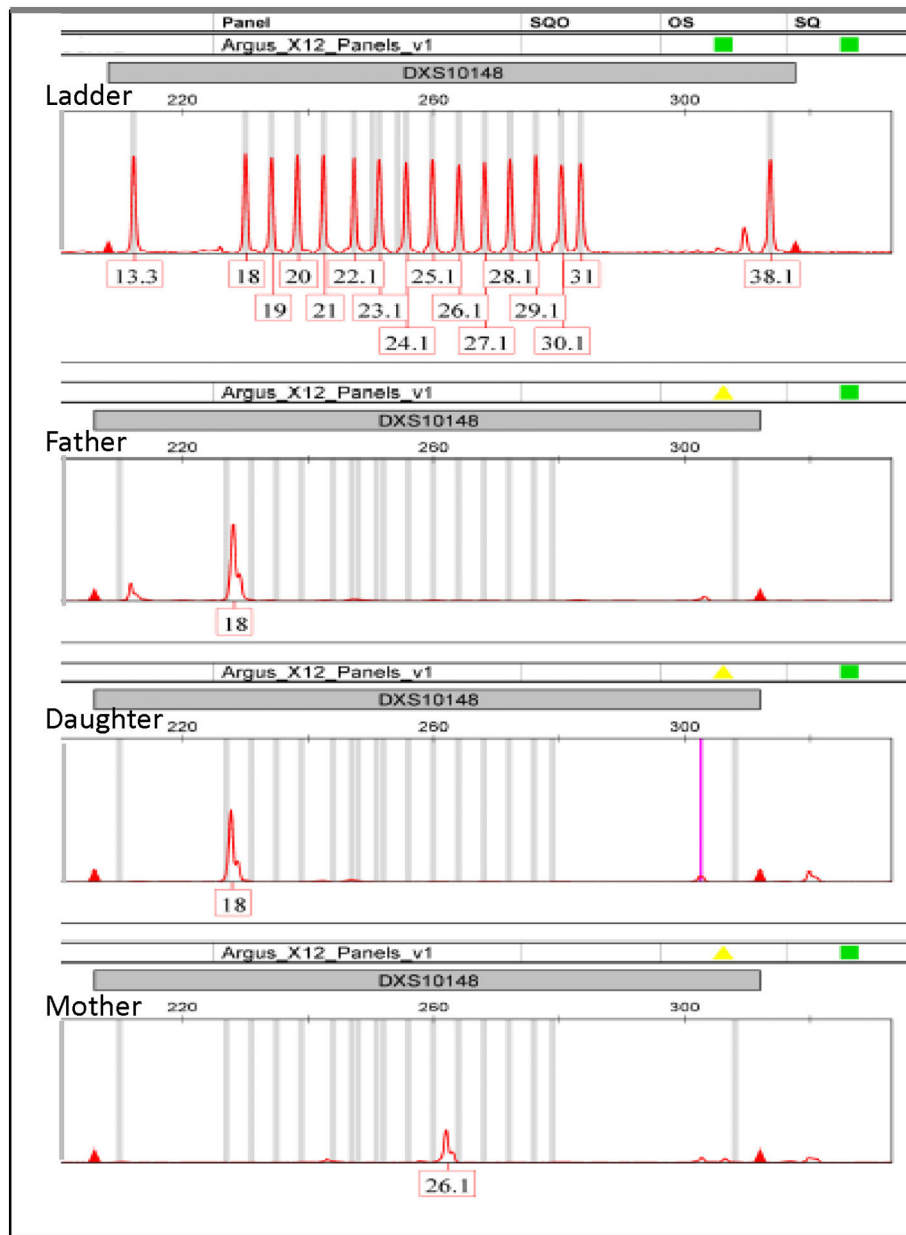 Panel SQO OS SQ
Argus_X12_Panels_v1
DXS10148
Ladder
220 260 300
13.3 18 20 22.1 25.1 28.1 31 38.1
19 21 23.1 26.1 29.1
24.1 27.1 30.1
Argus_X12_Panels_v1
DXS10148
Father
220 260 300
18
Argus_X12_Panels_v1
DXS10148
Daughter
220 260 300
18
Argus_X12_Panels_v1
DXS10148
Mother
220 260 300
26.1